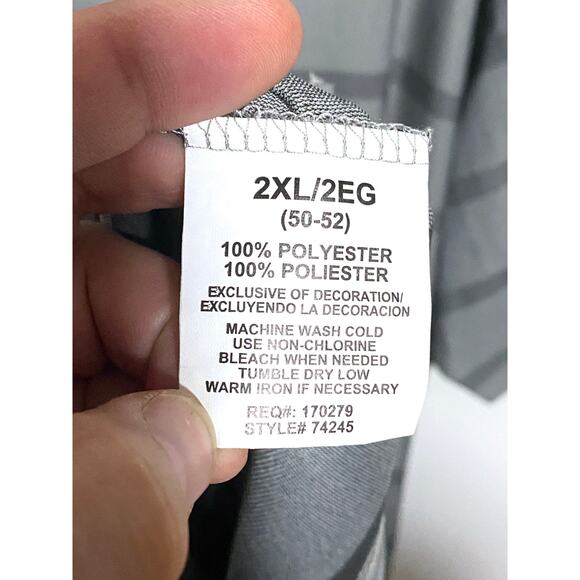 2XL/2EG
(50-52)
100% POLYESTER
100% POLIESTER
EXCLUSIVE OF DECORATION/
EXCLUYENDO LA DECORACION
MACHINE WASH COLD
USE NON-CHLORINE
BLEACH WHEN NEEDED
TUMBLE DRY LOW
WARM IRON IF NECESSARY
REQ#: 170279
STYLE# 74245